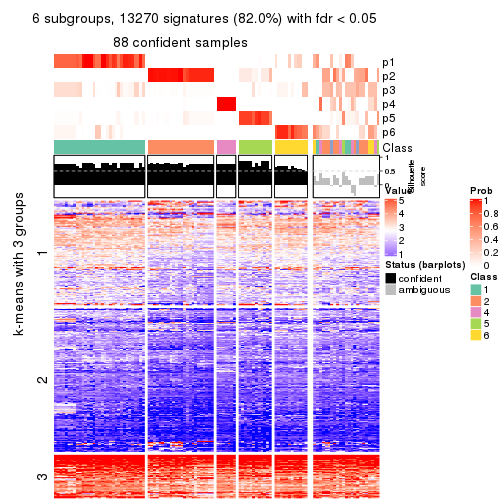 6 subgroups, 13270 signatures (82.0%) with fdr < 0.05
88 confident samples
p1
p2
p3
p4
p5
p6
Class
1
0.5
0
Silhouette
score
k-means with 3 groups
1
2
3
Value
5
4
3
2
1
Status (barplots)
confident
ambiguous
Prob
1
0.8
0.6
0.4
0.2
0
Class
1
2
4
5
6